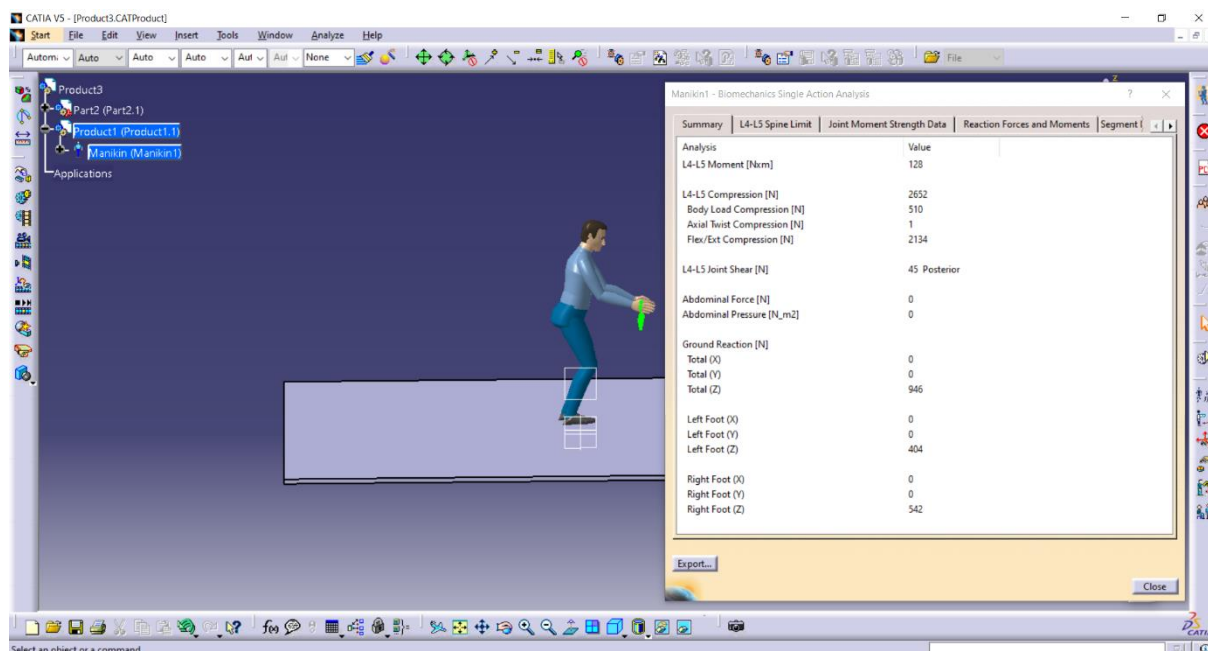 CATIA V5 - [Product3.CATProduct]
Start File Edit View Insert Tools Window Analyze Help
Auto Auto Auto Aut Aut None File
Product3
Part2 (Part2.1)
Product1 (Product1.1)
Manikin (Manikin1)
Applications
Z
Manikin1 - Biomechanics Single Action Analysis ? ×
Summary L4-L5 Spine Limit Joint Moment Strength Data Reaction Forces and Moments Segment
Analysis Value
L4-L5 Moment [Nxm] 128
L4-L5 Compression [N] 2652
Body Load Compression [N] 510
Axial Twist Compression [N] 1
Flex/Ext Compression [N] 2134
L4-L5 Joint Shear [N] 45 Posterior
Abdominal Force [N] 0
Abdominal Pressure [N_m2] 0
Ground Reaction [N]
Total (X) 0
Total (Y) 0
Total (Z) 946
Left Foot (X) 0
Left Foot (Y) 0
Left Foot (Z) 404
Right Foot (X) 0
Right Foot (Y) 0
Right Foot (Z) 542
Export...
Close
f(x)
CATIA
Select an object or a command